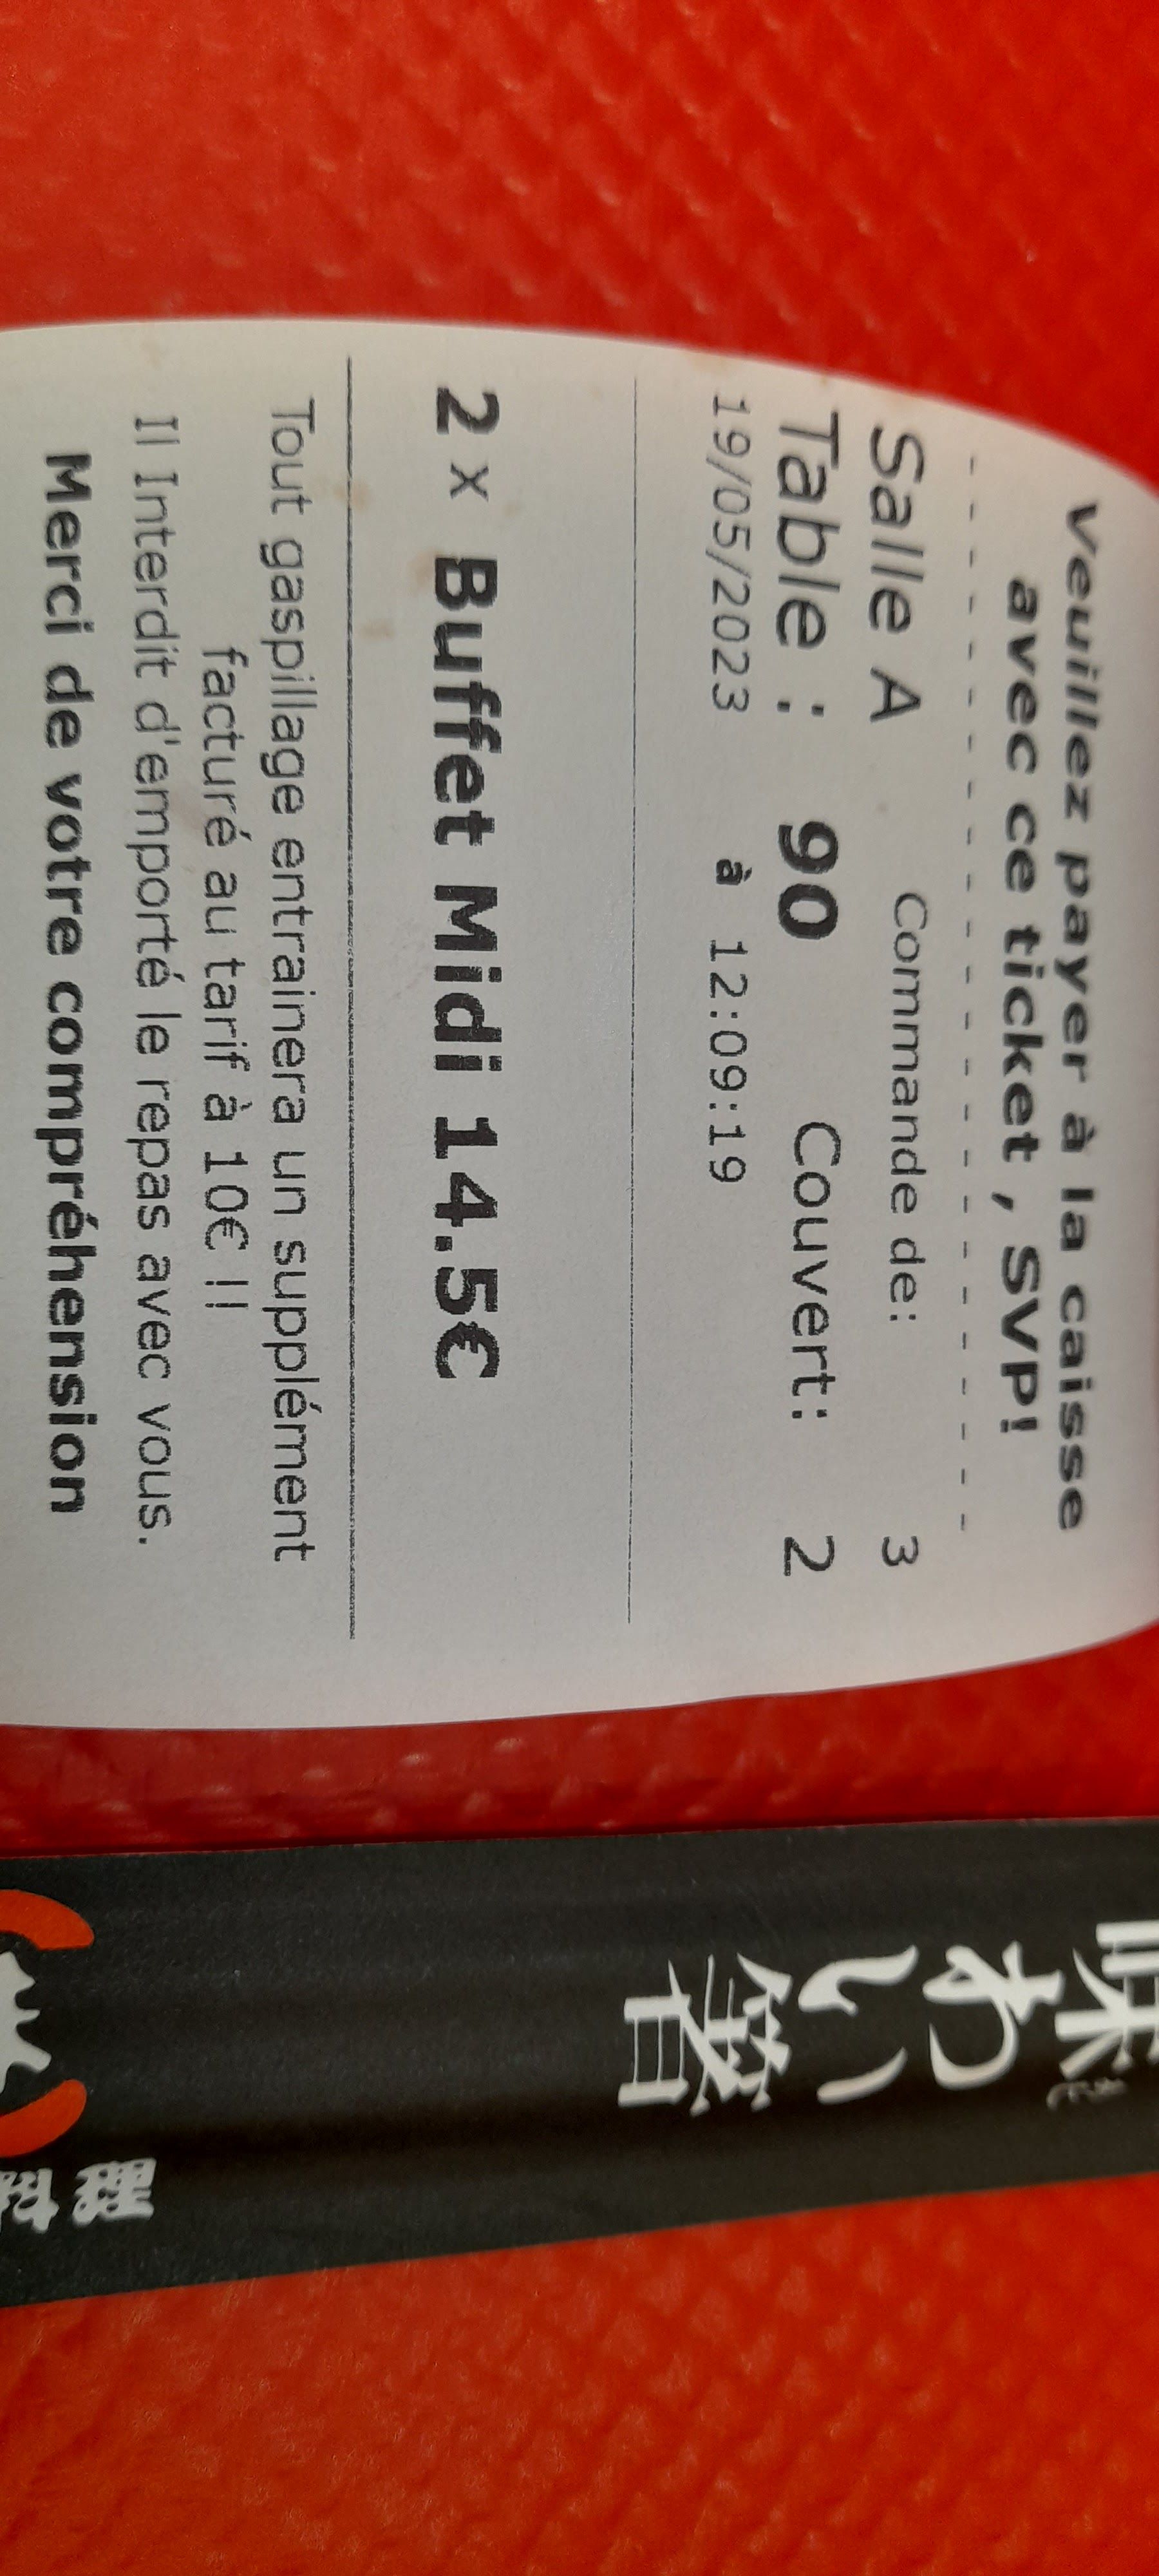 Veuillez payer à la caisse
avec ce ticket , SVP!
- - - - - - - - - - - - - - - - -
Salle A Commande de: 3
Table : 90 Couvert: 2
19/05/2023 à 12:09:19
2 x Buffet Midi 14.5€
Tout gaspillage entrainera un supplément
facturé au tarif à 10€ !!
Il Interdit d'emporté le repas avec vous.
Merci de votre compréhension
味わい箸